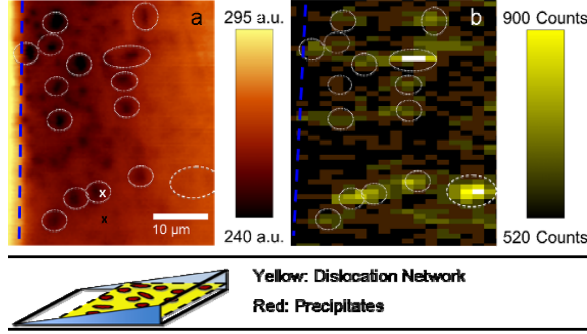 295 a.u.
a
x
x
10 µm
240 a.u.
b
900 Counts
520 Counts
Yellow: Dislocation Network
Red: Precipitates